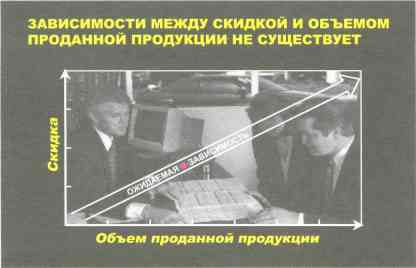 ЗАВИСИМОСТИ МЕЖДУ СКИДКОЙ И ОБЪЕМОМ
ПРОДАННОЙ ПРОДУКЦИИ НЕ СУЩЕСТВУЕТ
Скидка
ОЖИДАЕМАЯ ЗАВИСИМОСТЬ
Объем проданной продукции